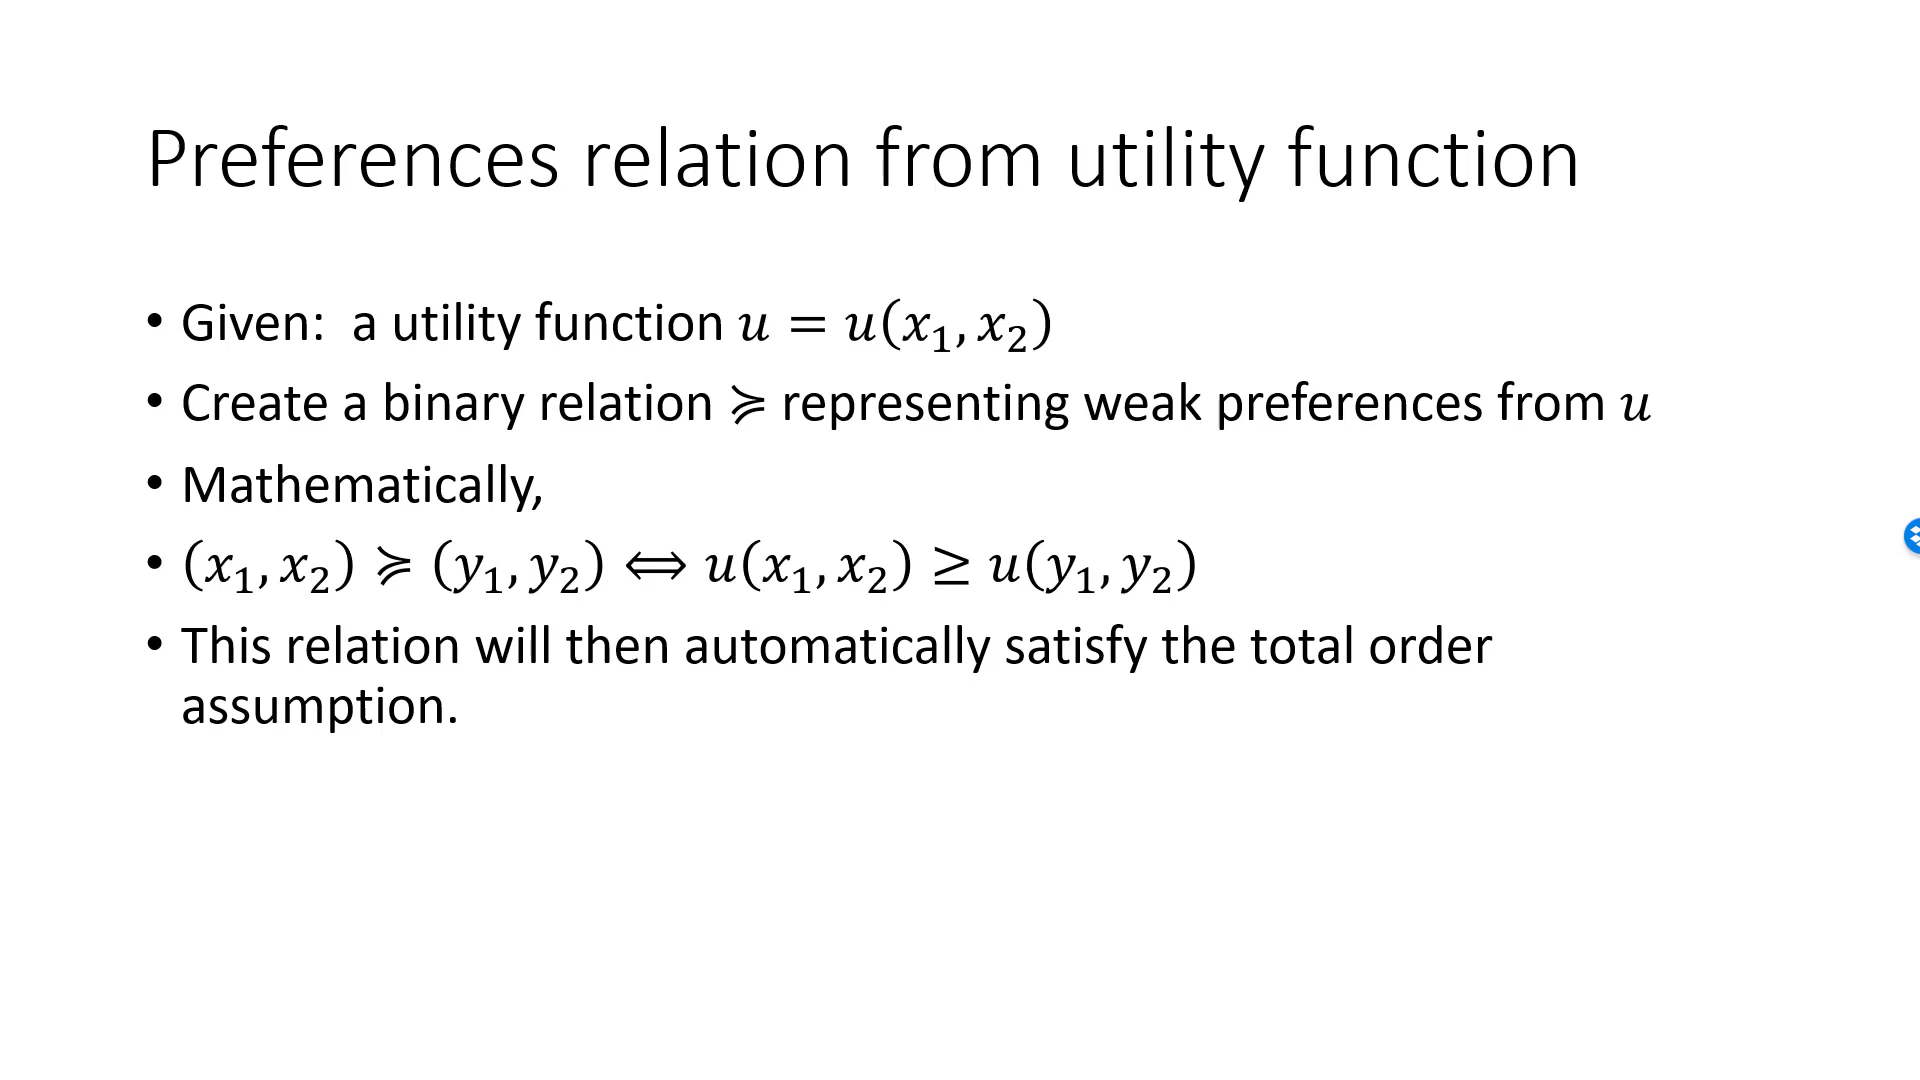 Preferences relation from utility function
• Given:  a utility function 𝑢 = 𝑢(𝑥₁, 𝑥₂)
• Create a binary relation ≽ representing weak preferences from 𝑢
• Mathematically,
• (𝑥₁, 𝑥₂) ≽ (𝑦₁, 𝑦₂) ⟺ 𝑢(𝑥₁, 𝑥₂) ≥ 𝑢(𝑦₁, 𝑦₂)
• This relation will then automatically satisfy the total order
assumption.